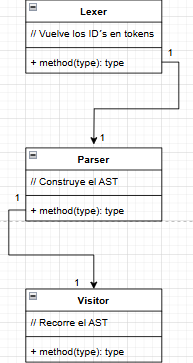 Lexer
// Vuelve los ID´s en tokens
+ method(type): type
1
1
Parser
// Construye el AST
1
+ method(type): type
1
Visitor
// Recorre el AST
+ method(type): type